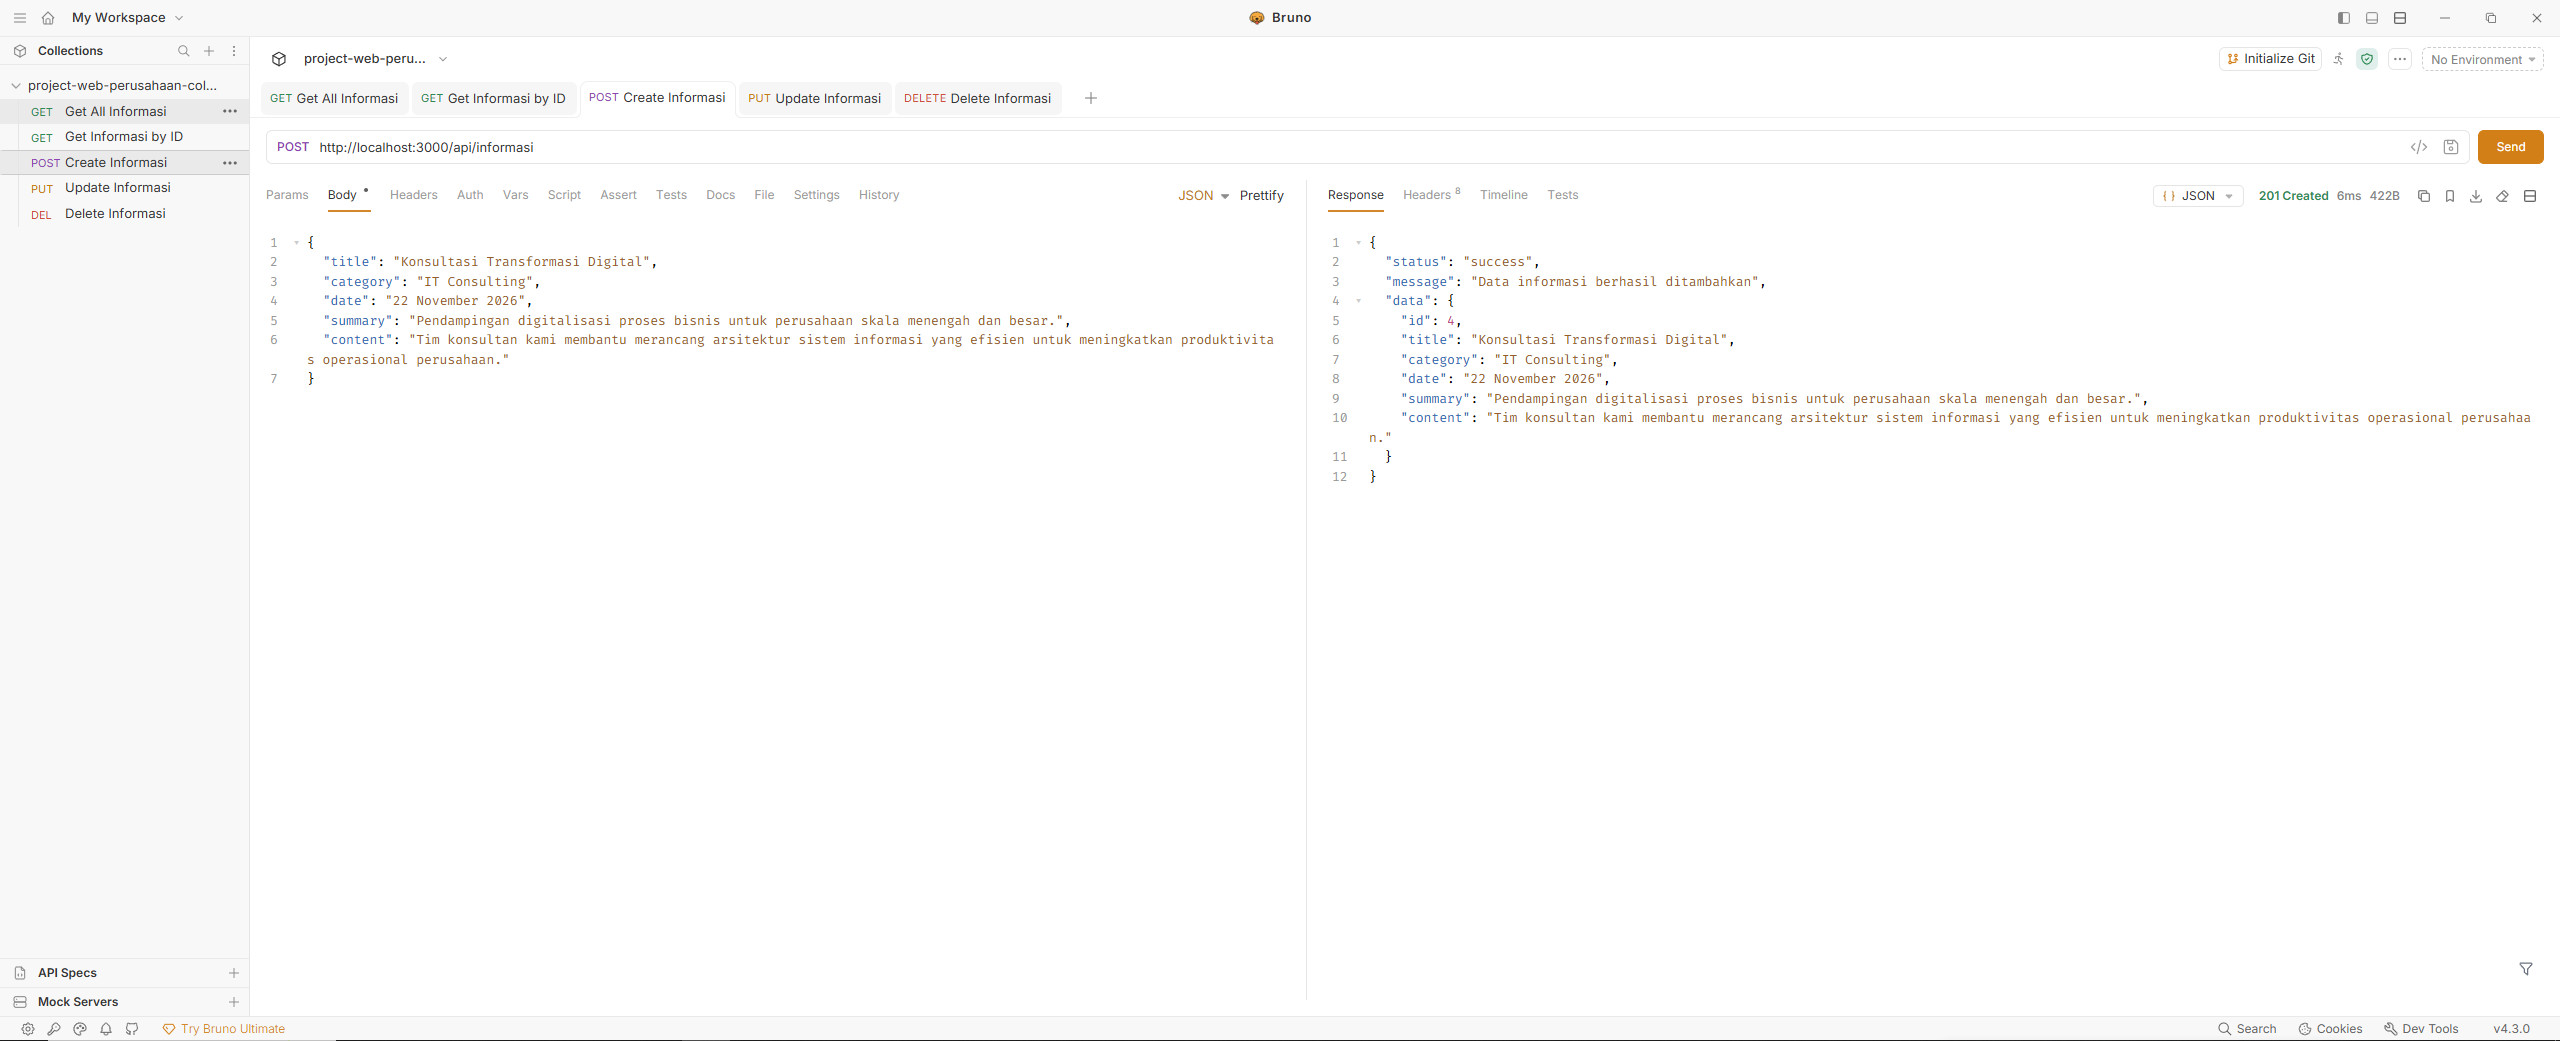 My Workspace
Bruno
Collections
project-web-perusahaan-col...
GET Get All Informasi
GET Get Informasi by ID
POST Create Informasi
PUT Update Informasi
DEL Delete Informasi
API Specs
Mock Servers
project-web-peru...
Initialize Git
No Environment
GET Get All Informasi
GET Get Informasi by ID
POST Create Informasi
PUT Update Informasi
DELETE Delete Informasi
POST http://localhost:3000/api/informasi
Send
Params Body Headers Auth Vars Script Assert Tests Docs File Settings History
JSON Prettify
1 {
2 "title": "Konsultasi Transformasi Digital",
3 "category": "IT Consulting",
4 "date": "22 November 2026",
5 "summary": "Pendampingan digitalisasi proses bisnis untuk perusahaan skala menengah dan besar.",
6 "content": "Tim konsultan kami membantu merancang arsitektur sistem informasi yang efisien untuk meningkatkan produktivita
s operasional perusahaan."
7 }
Response Headers 8 Timeline Tests
{ } JSON
201 Created 6ms 422B
1 {
2 "status": "success",
3 "message": "Data informasi berhasil ditambahkan",
4 "data": {
5 "id": 4,
6 "title": "Konsultasi Transformasi Digital",
7 "category": "IT Consulting",
8 "date": "22 November 2026",
9 "summary": "Pendampingan digitalisasi proses bisnis untuk perusahaan skala menengah dan besar.",
10 "content": "Tim konsultan kami membantu merancang arsitektur sistem informasi yang efisien untuk meningkatkan produktivitas operasional perusahaa
n."
11 }
12 }
Try Bruno Ultimate
Search
Cookies
Dev Tools
v4.3.0